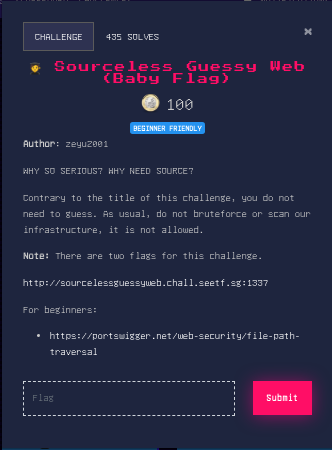 CHALLENGE 435 SOLVES
×
Sourceless Guessy Web
(Baby Flag)
100
BEGINNER FRIENDLY
Author: zeyu2001
WHY SO SERIOUS? WHY NEED SOURCE?
Contrary to the title of this challenge, you do not
need to guess. As usual, do not bruteforce or scan our
infrastructure, it is not allowed.
Note: There are two flags for this challenge.
http://sourcelessguessyweb.chall.seetf.sg:1337
For beginners:
• https://portswigger.net/web-security/file-path-
traversal
Flag
Submit